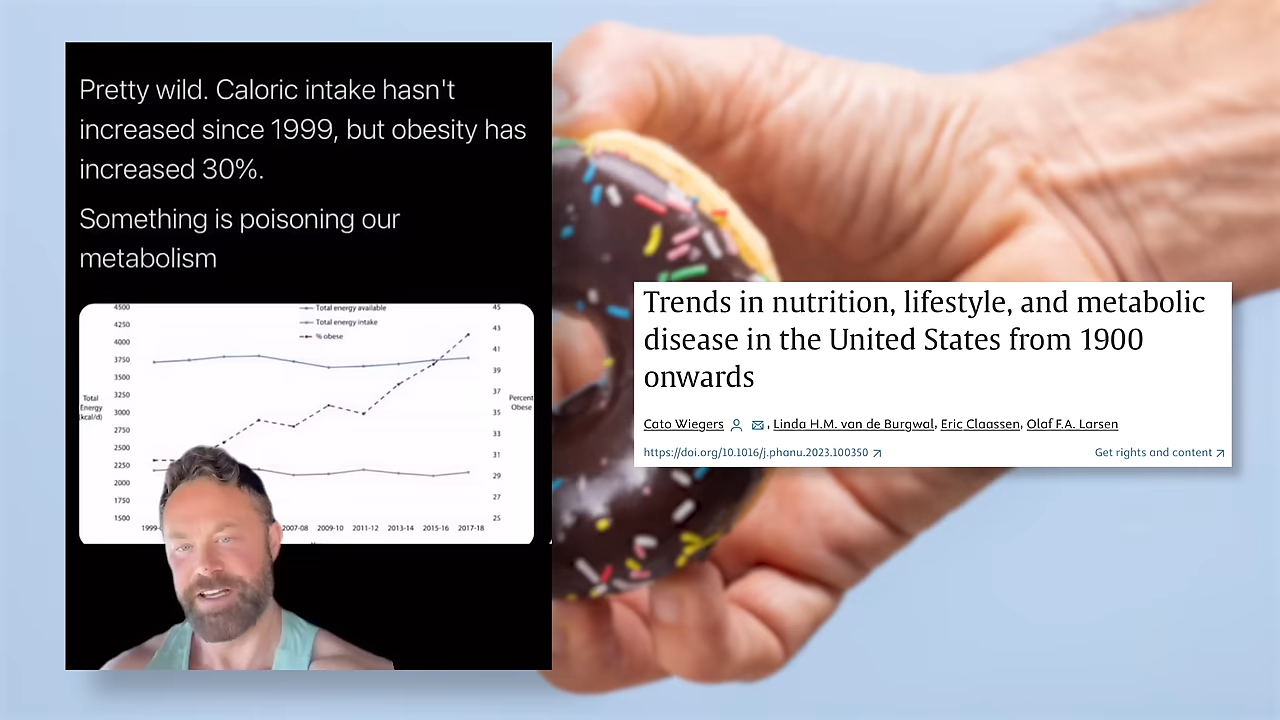 Pretty wild. Caloric intake hasn't
increased since 1999, but obesity has
increased 30%.
Something is poisoning our
metabolism
4500
4250
4000
3750
3500
3250
3000
2750
2500
2250
2000
1750
1500
Total
Energy
(kcal/d)
Total energy available
Total energy intake
% obese
45
43
41
39
37
35
33
31
29
27
25
Percent
Obese
1999-
2007-08 2009-10 2011-12 2013-14 2015-16 2017-18
Trends in nutrition, lifestyle, and metabolic
disease in the United States from 1900
onwards
Cato Wiegers , Linda H.M. van de Burgwal, Eric Claassen, Olaf F.A. Larsen
https://doi.org/10.1016/j.phanu.2023.100350
Get rights and content